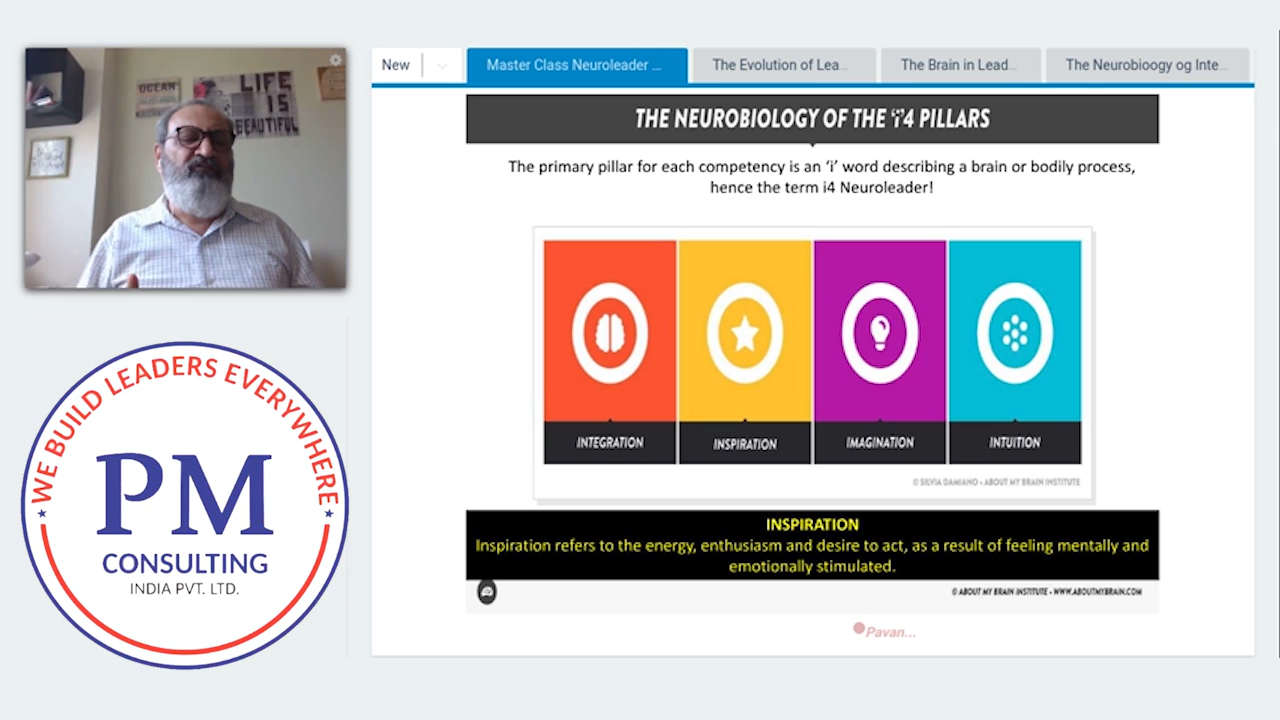 OCEAN
LIFE
IS
BEAUTIFUL
WE BUILD LEADERS EVERYWHERE
PM
CONSULTING
INDIA PVT. LTD.
New
Master Class Neuroleader ...
The Evolution of Lea...
The Brain in Lead...
The Neurobioogy og Inte...
THE NEUROBIOLOGY OF THE ‘i’4 PILLARS
The primary pillar for each competency is an ‘i’ word describing a brain or bodily process,
hence the term i4 Neuroleader!
INTEGRATION
INSPIRATION
IMAGINATION
INTUITION
© SILVIA DAMIANO - ABOUT MY BRAIN INSTITUTE
INSPIRATION
Inspiration refers to the energy, enthusiasm and desire to act, as a result of feeling mentally and
emotionally stimulated.
© ABOUT MY BRAIN INSTITUTE - WWW.ABOUTMYBRAIN.COM
Pavan...